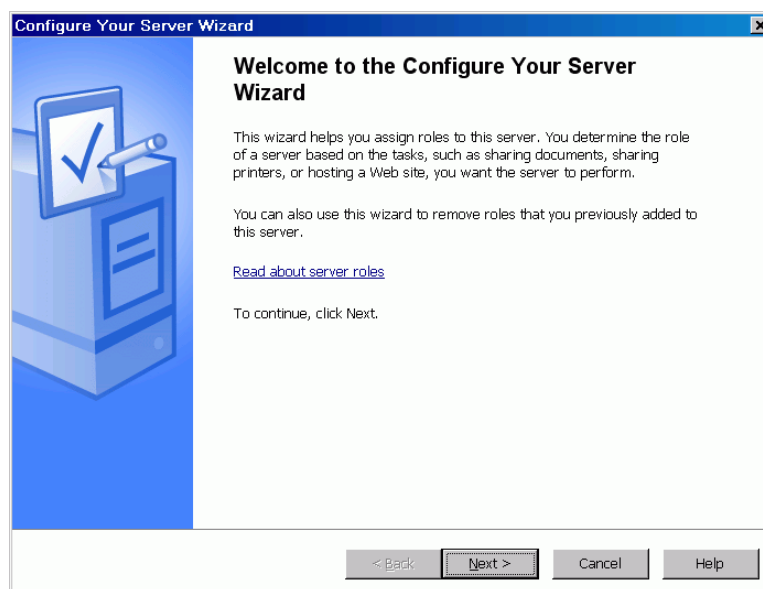 Configure Your Server Wizard
Welcome to the Configure Your Server
Wizard
This wizard helps you assign roles to this server. You determine the role
of a server based on the tasks, such as sharing documents, sharing
printers, or hosting a Web site, you want the server to perform.
You can also use this wizard to remove roles that you previously added to
this server.
Read about server roles
To continue, click Next.
< Back
Next >
Cancel
Help